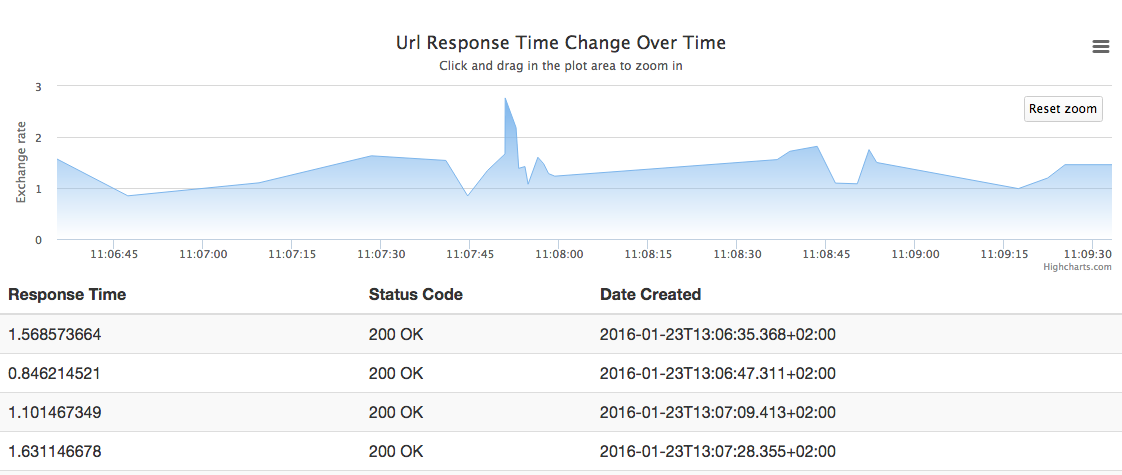 Url Response Time Change Over Time
Click and drag in the plot area to zoom in
Reset zoom
Exchange rate
3
2
1
0
11:06:45 11:07:00 11:07:15 11:07:30 11:07:45 11:08:00 11:08:15 11:08:30 11:08:45 11:09:00 11:09:15 11:09:30
Highcharts.com
Response Time Status Code Date Created
1.568573664 200 OK 2016-01-23T13:06:35.368+02:00
0.846214521 200 OK 2016-01-23T13:06:47.311+02:00
1.101467349 200 OK 2016-01-23T13:07:09.413+02:00
1.631146678 200 OK 2016-01-23T13:07:28.355+02:00